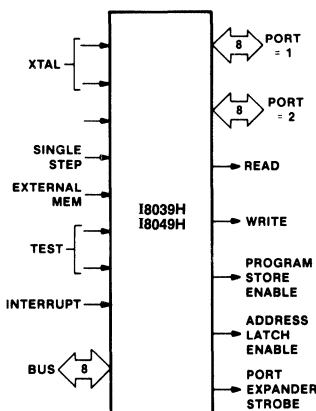 XTAL
SINGLE
STEP
EXTERNAL
MEM
TEST
INTERRUPT
BUS
8
I8039H
I8049H
8
PORT
= 1
8
PORT
= 2
READ
WRITE
PROGRAM
STORE
ENABLE
ADDRESS
LATCH
ENABLE
PORT
EXPANDER
STROBE